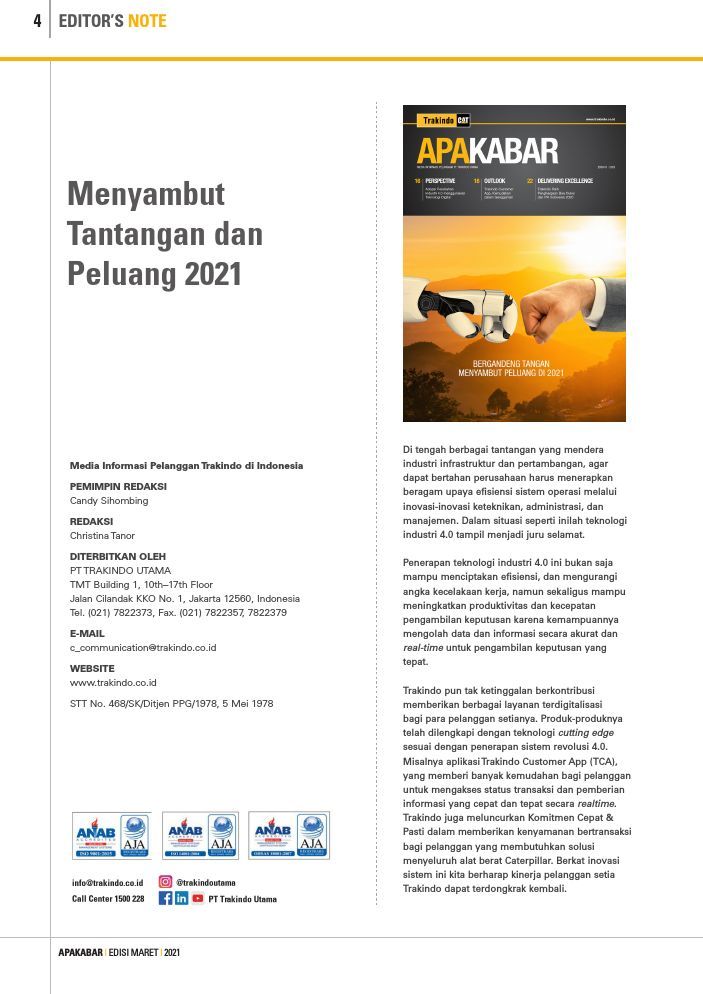 4 EDITOR'S NOTE
Menyambut
Tantangan dan
Peluang 2021
Media Informasi Pelanggan Trakindo di Indonesia
PEMIMPIN REDAKSI
Candy Sihombing
REDAKSI
Christina Tanor
DITERBITKAN OLEH
PT TRAKINDO UTAMA
TMT Building 1, 10th–17th Floor
Jalan Cilandak KKO No. 1, Jakarta 12560, Indonesia
Tel. (021) 7822373, Fax. (021) 7822357, 7822379
E-MAIL
c_communication@trakindo.co.id
WEBSITE
www.trakindo.co.id
STT No. 468/SK/Ditjen PPG/1978, 5 Mei 1978
ANAB
ACCREDITED
AJA
REGISTRARS
ISO 9001:2015
ANAB
ACCREDITED
AJA
REGISTRARS
ANAB
ACCREDITED
AJA
REGISTRARS
OHSAS 18001:2007
info@trakindo.co.id @trakindoutama
Call Center 1500 228 PT Trakindo Utama
Trakindo CAT
www.trakindo.co.id
APAKABAR
16 PERSPECTIVE
18 OUTLOOK
22 DELIVERING EXCELLENCE
BERGANDENG TANGAN
MENYAMBUT PELUANG DI 2021
Di tengah berbagai tantangan yang mendera
industri infrastruktur dan pertambangan, agar
dapat bertahan perusahaan harus menerapkan
beragam upaya efisiensi sistem operasi melalui
inovasi-inovasi keteknikan, administrasi, dan
manajemen. Dalam situasi seperti inilah teknologi
industri 4.0 tampil menjadi juru selamat.
Penerapan teknologi industri 4.0 ini bukan saja
mampu menciptakan efisiensi, dan mengurangi
angka kecelakaan kerja, namun sekaligus mampu
meningkatkan produktivitas dan kecepatan
pengambilan keputusan karena kemampuannya
mengolah data dan informasi secara akurat dan
real-time untuk pengambilan keputusan yang
tepat.
Trakindo pun tak ketinggalan berkontribusi
memberikan berbagai layanan terdigitalisasi
bagi para pelanggan setianya. Produk-produknya
telah dilengkapi dengan teknologi cutting edge
sesuai dengan penerapan sistem revolusi 4.0.
Misalnya aplikasi Trakindo Customer App (TCA),
yang memberi banyak kemudahan bagi pelanggan
untuk mengakses status transaksi dan pemberian
informasi yang cepat dan tepat secara realtime.
Trakindo juga meluncurkan Komitmen Cepat &
Pasti dalam memberikan kenyamanan bertransaksi
bagi pelanggan yang membutuhkan solusi
menyeluruh alat berat Caterpillar. Berkat inovasi
sistem ini kita berharap kinerja pelanggan setia
Trakindo dapat terdongkrak kembali.
APAKABAR | EDISI MARET | 2021